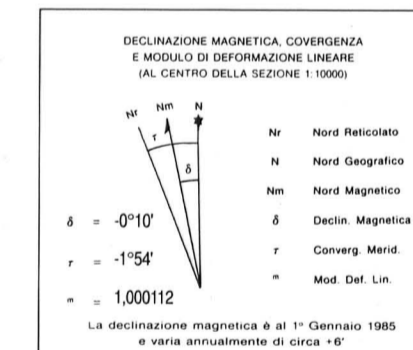 DECLINAZIONE MAGNETICA, COVERGENZA
E MODULO DI DEFORMAZIONE LINEARE
(AL CENTRO DELLA SEZIONE 1:10000)
Nr Nm N
τ
δ
Nr Nord Reticolato
N Nord Geografico
Nm Nord Magnetico
δ Declin. Magnetica
τ Converg. Merid.
m Mod. Def. Lin.
δ = -0°10'
τ = -1°54'
m = 1,000112
La declinazione magnetica è al 1° Gennaio 1985
e varia annualmente di circa +6'